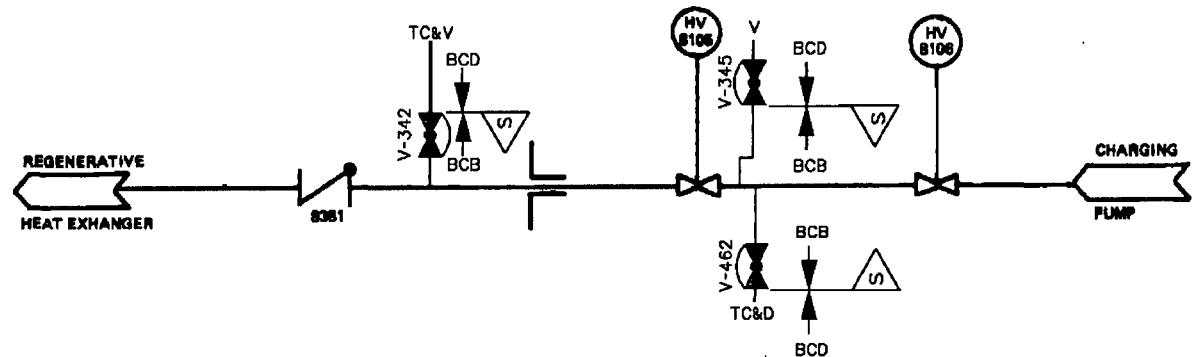 TC&V
HV
8105
V
HV
8106
BCD
BCD
V-342
S
V-345
S
BCB
BCB
REGENERATIVE
HEAT EXHANGER
8381
CHARGING
PUMP
V-462
BCB
S
TC&D
BCD